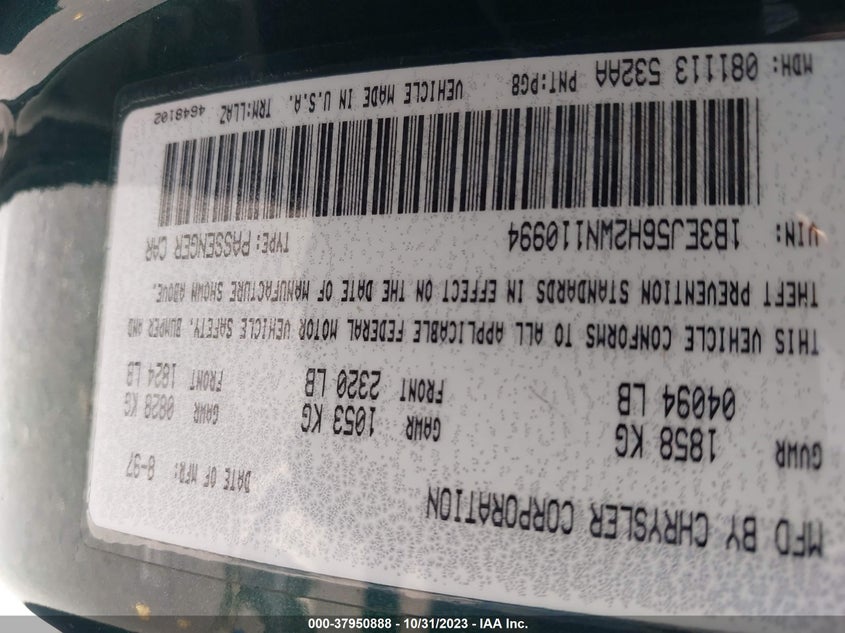 MFD BY CHRYSLER CORPORATION DATE OF MFR: 8-97
GVWR 1858 KG GAWR 1053 KG GAWR 0828 KG
04094 LB FRONT 2320 LB FRONT 1824 LB
THIS VEHICLE CONFORMS TO ALL APPLICABLE FEDERAL MOTOR VEHICLE SAFETY, BUMPER AND
THEFT PREVENTION STANDARDS IN EFFECT ON THE DATE OF MANUFACTURE SHOWN ABOVE.
VIN: 1B3EJ56H2WN110994 TYPE: PASSENGER CAR
MDH: 081113 532AA PNT:PG8 VEHICLE MADE IN U.S.A. TRM:LLAZ 4648102
000-37950888 - 10/31/2023 - IAA Inc.